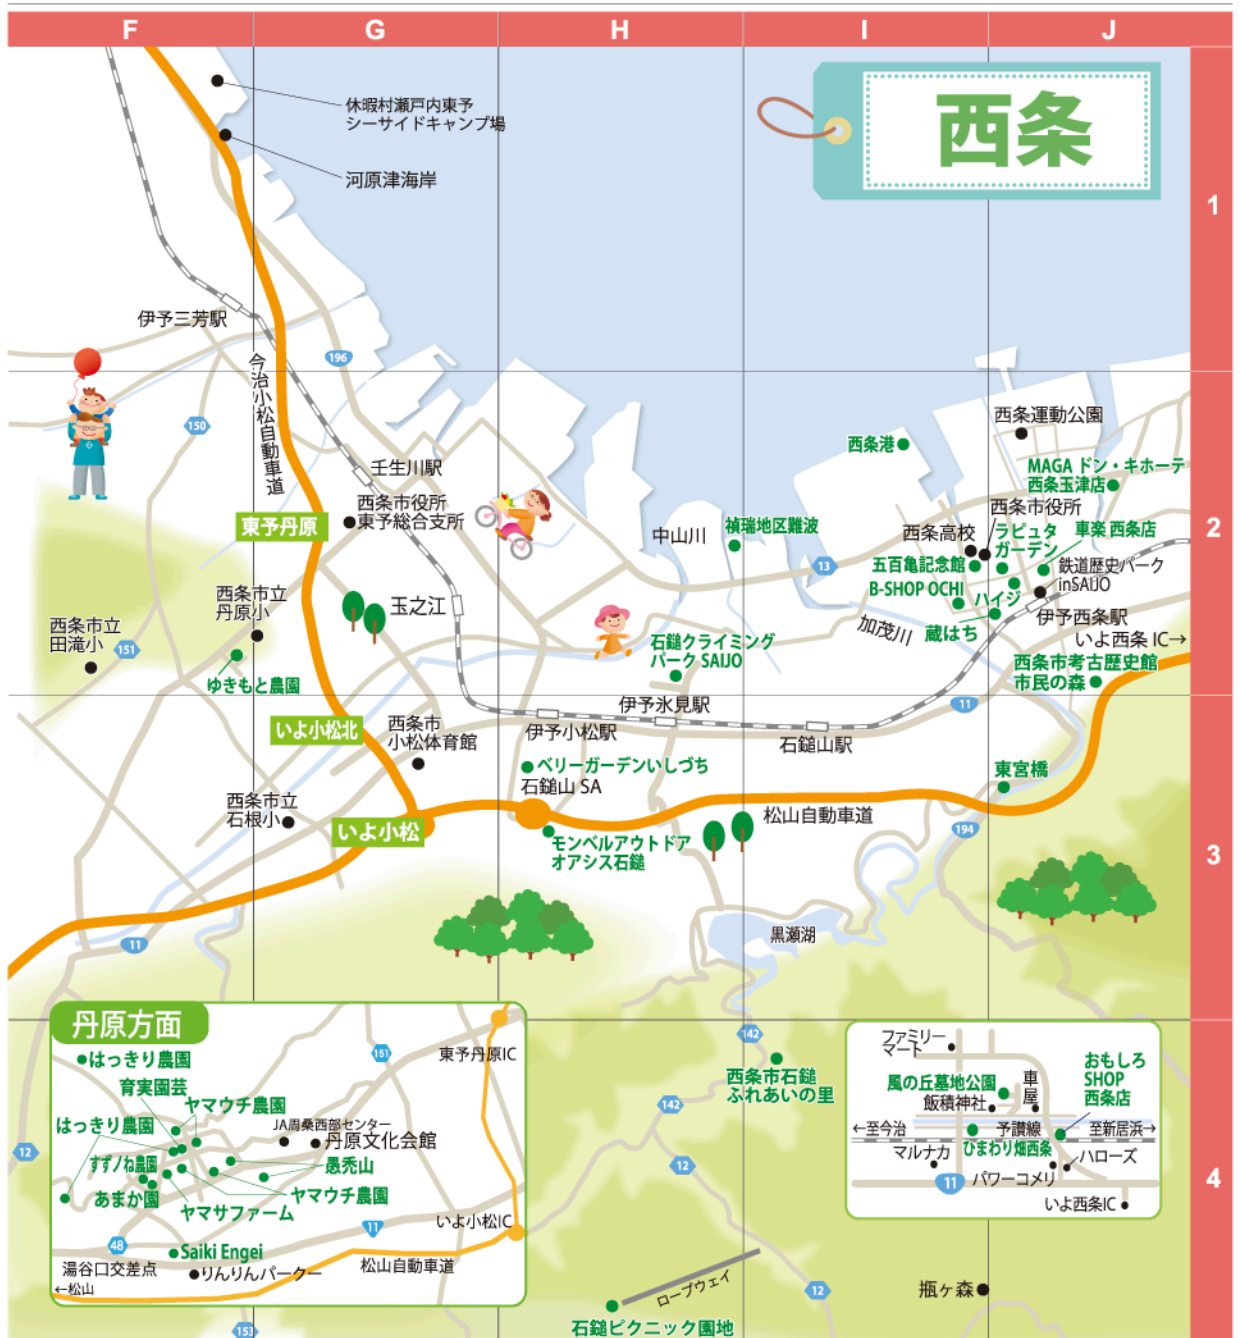 F
G
H
I
J
西条
1
2
3
4
休暇村瀬戸内東予
シーサイドキャンプ場
河原津海岸
伊予三芳駅
196
今治小松自動車道
150
壬生川駅
西条市役所
東予総合支所
東予丹原
西条運動公園
西条港
MAGA ドン・キホーテ
西条玉津店
西条市役所
中山川
禎瑞地区難波
西条高校
ラピュタ
ガーデン
車楽 西条店
13
五百亀記念館
鉄道歴史パーク
inSAIJO
B-SHOP OCHI
ハイジ
西条市立
丹原小
玉之江
伊予西条駅
西条市立
田滝小
151
加茂川
蔵はち
いよ西条 IC→
石鎚クライミング
パーク SAIJO
西条市考古歴史館
市民の森
ゆきもと農園
伊予氷見駅
11
いよ小松北
西条市
小松体育館
伊予小松駅
石鎚山駅
ベリーガーデンいしづち
東宮橋
石鎚山 SA
西条市立
石根小
松山自動車道
いよ小松
194
モンベルアウトドア
オアシス石鎚
11
黒瀬湖
丹原方面
はっきり農園
151
東予丹原IC
育実園芸
ヤマウチ農園
はっきり農園
JA周桑西部センター
丹原文化会館
すずノね農園
愚禿山
あまか園
ヤマウチ農園
ヤマサファーム
いよ小松IC
11
48
Saiki Engei
湯谷口交差点
りんりんパークー
松山自動車道
←松山
12
153
142
西条市石鎚
ふれあいの里
142
12
ロープウェイ
12
石鎚ピクニック園地
瓶ヶ森
ファミリー
マート
おもしろ
SHOP
西条店
風の丘墓地公園
車屋
飯積神社
←至今治
予讃線
至新居浜→
マルナカ
ひまわり畑西条
ハローズ
11
パワーコメリ
いよ西条IC